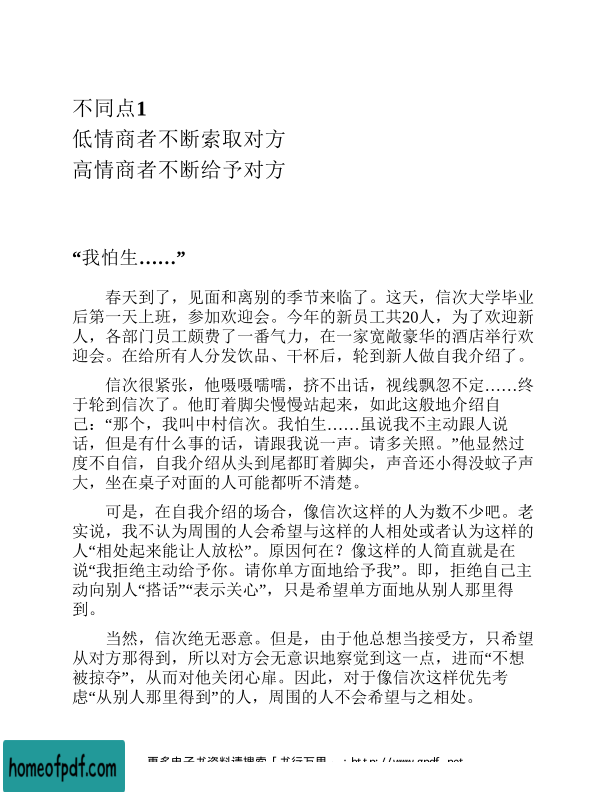 不同点1
低情商者不断索取对方
高情商者不断给予对方
“我怕生……”
春天到了，见面和离别的季节来临了。这天，信次大学毕业
后第一天上班，参加欢迎会。今年的新员工共20人，为了欢迎新
人，各部门员工颇费了一番气力，在一家宽敞豪华的酒店举行欢
迎会。在给所有人分发饮品、干杯后，轮到新人做自我介绍了。
信次很紧张，他嗫嗫嚅嚅，挤不出话，视线飘忽不定……终
于轮到信次了。他盯着脚尖慢慢站起来，如此这般地介绍自
己：“那个，我叫中村信次。我怕生……虽说我不主动跟人说
话，但是有什么事的话，请跟我说一声。请多关照。”他显然过
度不自信，自我介绍从头到尾都盯着脚尖，声音还小得没蚊子声
大，坐在桌子对面的人可能都听不清楚。
可是，在自我介绍的场合，像信次这样的人为数不少吧。老
实说，我不认为周围的人会希望与这样的人相处或者认为这样的
人“相处起来能让人放松”。原因何在？像这样的人简直就是在
说“我拒绝主动给予你。请你单方面地给予我”。即，拒绝自己主
动向别人“搭话”“表示关心”，只是希望单方面地从别人那里得
到。
当然，信次绝无恶意。但是，由于他总想当接受方，只希望
从对方那得到，所以对方会无意识地察觉到这一点，进而“不想
被掠夺”，从而对他关闭心扉。因此，对于像信次这样优先考
虑“从别人那里得到”的人，周围的人不会希望与之相处。
homeofpdf.com